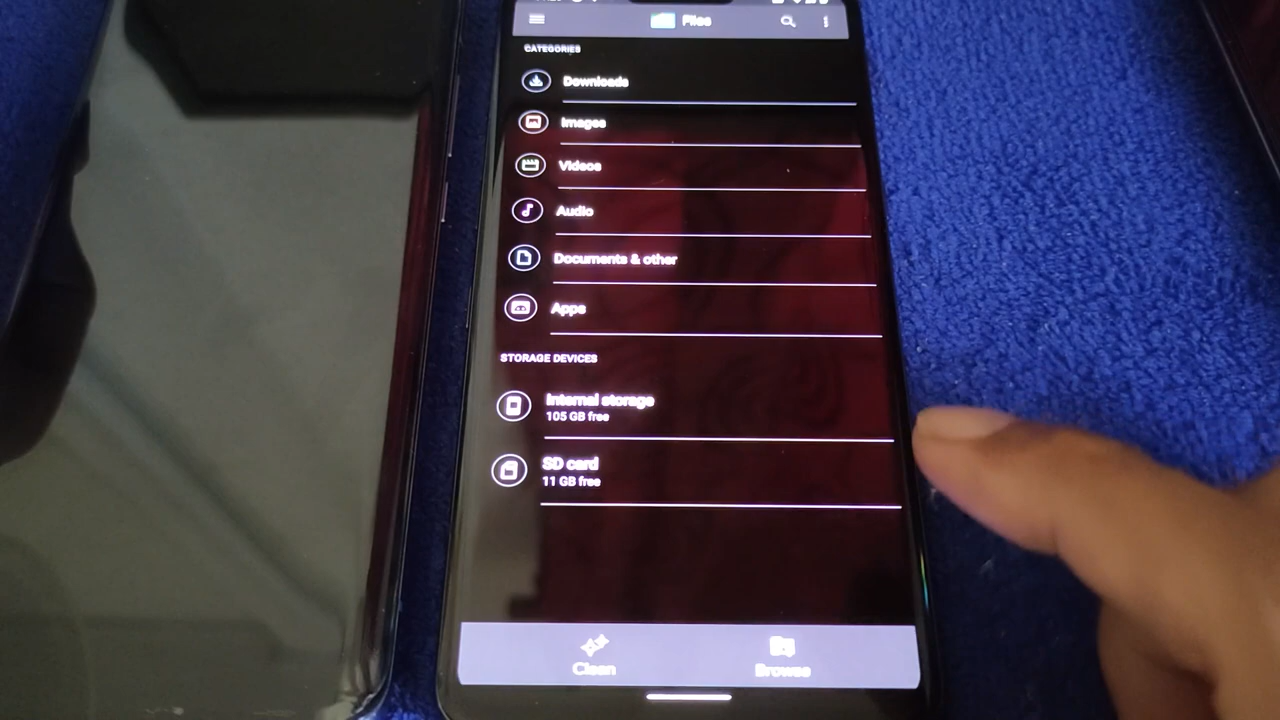 Files
CATEGORIES
Downloads
Images
Videos
Audio
Documents & other
Apps
STORAGE DEVICES
Internal storage
105 GB free
SD card
11 GB free
Clean
Browse